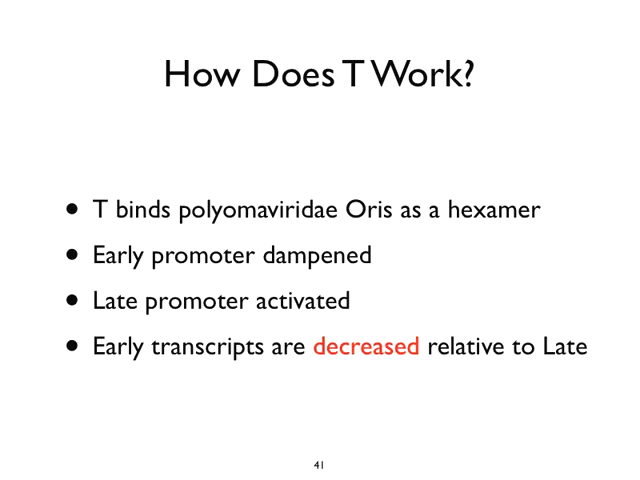 How Does T Work?
• T binds polyomaviridae Oris as a hexamer
• Early promoter dampened
• Late promoter activated
• Early transcripts are decreased relative to Late
41